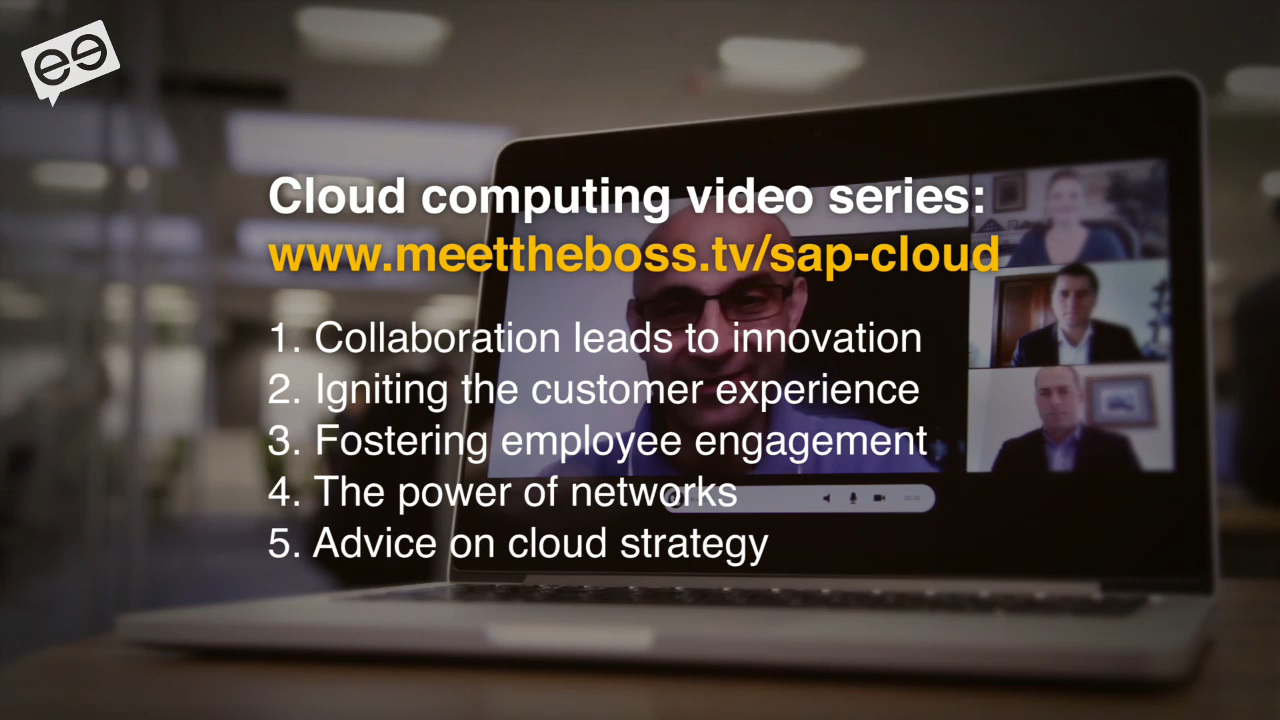 Cloud computing video series:
www.meettheboss.tv/sap-cloud
1. Collaboration leads to innovation
2. Igniting the customer experience
3. Fostering employee engagement
4. The power of networks
5. Advice on cloud strategy